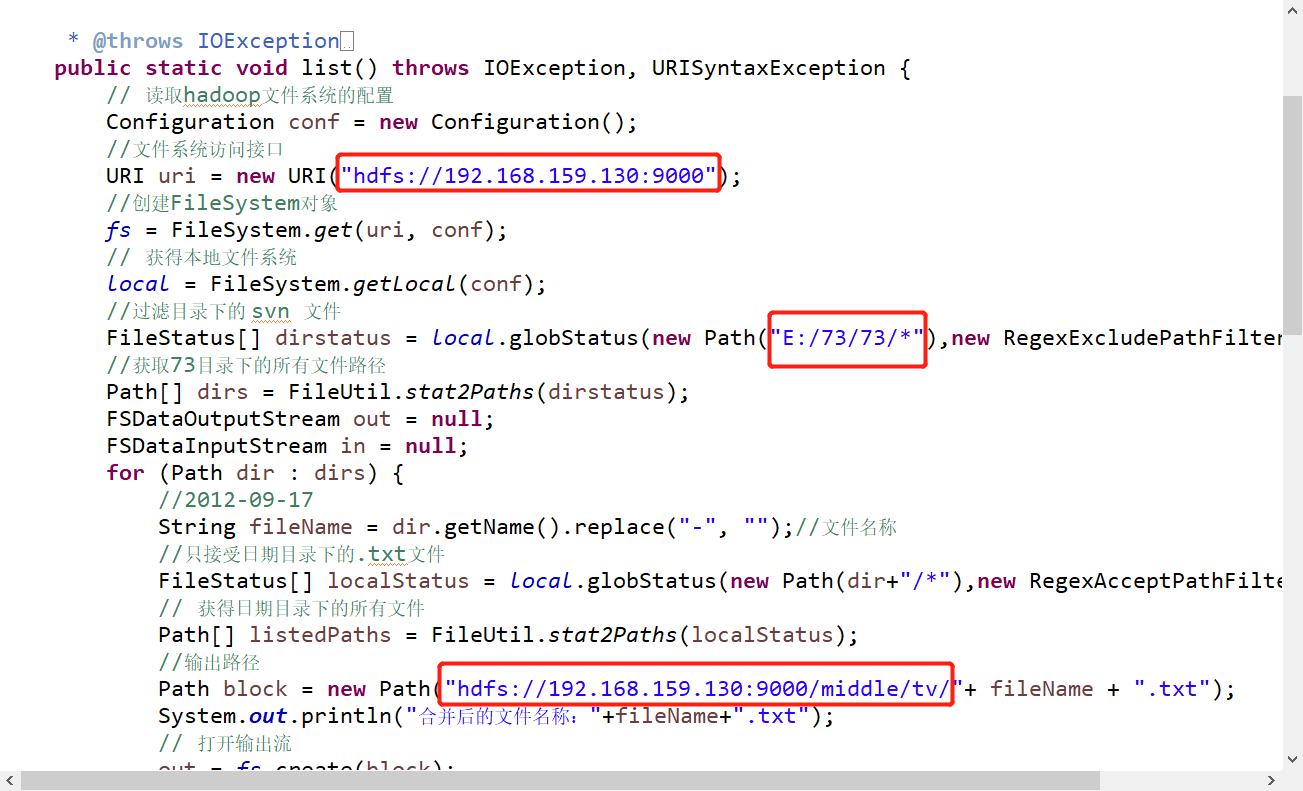 * @throws IOException
public static void list() throws IOException, URISyntaxException {
// 读取hadoop文件系统的配置
Configuration conf = new Configuration();
//文件系统访问接口
URI uri = new URI("hdfs://192.168.159.130:9000");
//创建FileSystem对象
fs = FileSystem.get(uri, conf);
// 获得本地文件系统
local = FileSystem.getLocal(conf);
//过滤目录下的 svn 文件
FileStatus[] dirstatus = local.globStatus(new Path("E:/73/73/*"),new RegexExcludePathFilter
//获取73目录下的所有文件路径
Path[] dirs = FileUtil.stat2Paths(dirstatus);
FSDataOutputStream out = null;
FSDataInputStream in = null;
for (Path dir : dirs) {
//2012-09-17
String fileName = dir.getName().replace("-", "");//文件名称
//只接受日期目录下的.txt文件
FileStatus[] localStatus = local.globStatus(new Path(dir+"/*"),new RegexAcceptPathFilte
// 获得日期目录下的所有文件
Path[] listedPaths = FileUtil.stat2Paths(localStatus);
//输出路径
Path block = new Path("hdfs://192.168.159.130:9000/middle/tv/"+ fileName + ".txt");
System.out.println("合并后的文件名称："+fileName+".txt");
// 打开输出流
out = fs.create(block);